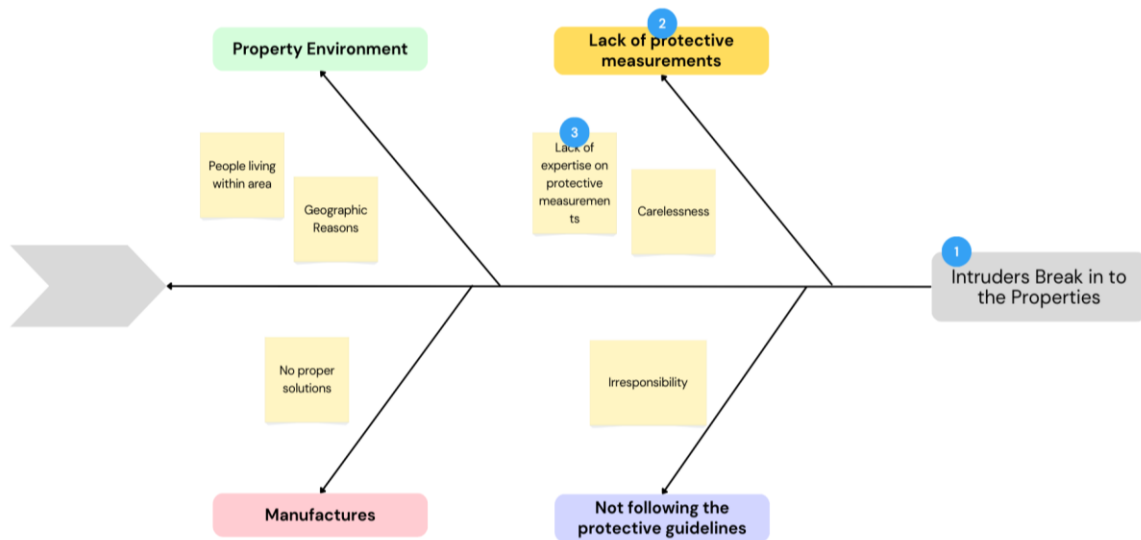 Property Environment
2
Lack of protective
measurements
People living
within area
Geographic
Reasons
3
Lack of
expertise on
protective
measuremen
ts
Carelessness
1
Intruders Break in to
the Properties
No proper
solutions
Irresponsibility
Manufactures
Not following the
protective guidelines